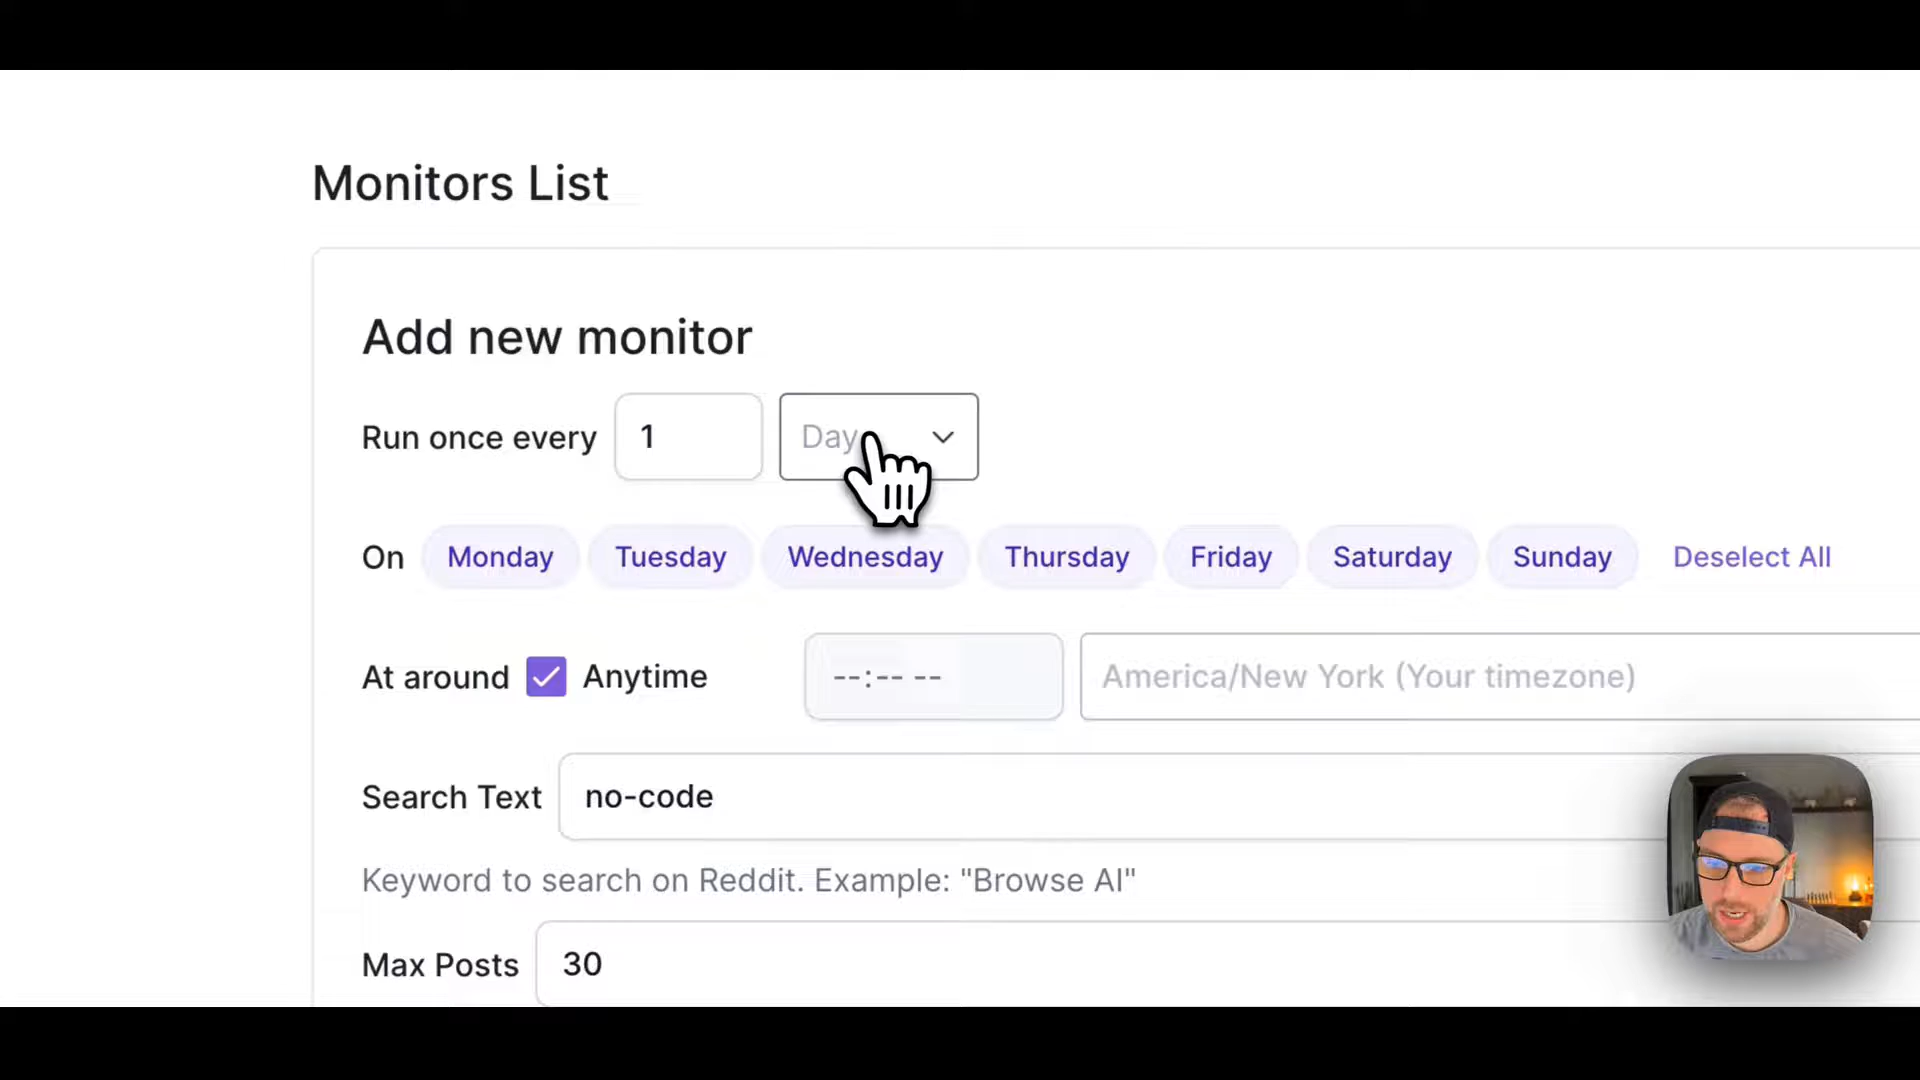 Monitors List
Add new monitor
Run once every 1 Day
On Monday Tuesday Wednesday Thursday Friday Saturday Sunday Deselect All
At around Anytime --:-- -- America/New York (Your timezone)
Search Text no-code
Keyword to search on Reddit. Example: "Browse AI"
Max Posts 30